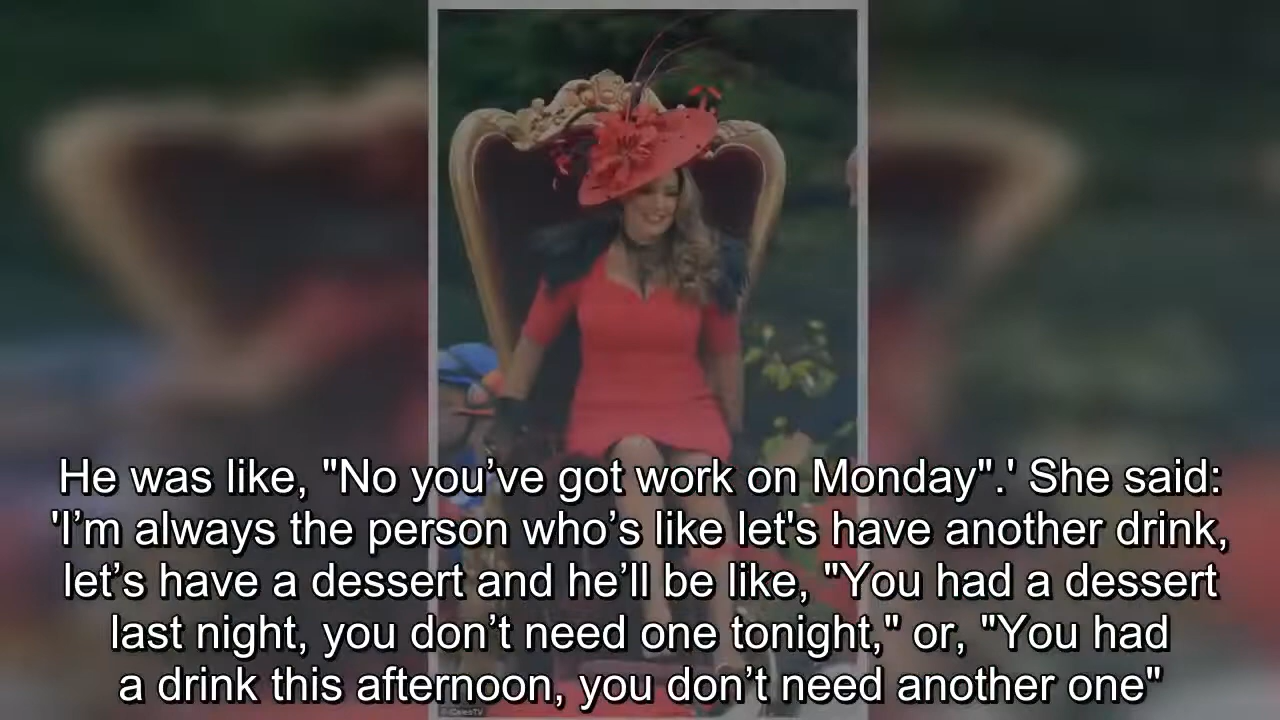 He was like, "No you’ve got work on Monday".' She said:
'I’m always the person who’s like let's have another drink,
let’s have a dessert and he’ll be like, "You had a dessert
last night, you don’t need one tonight," or, "You had
a drink this afternoon, you don’t need another one"